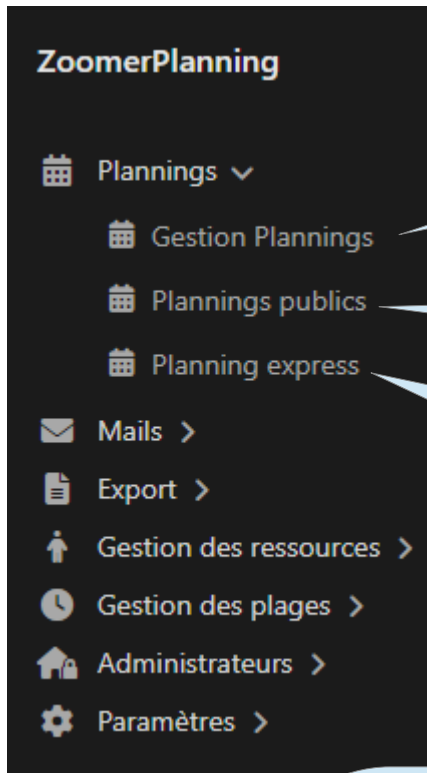 ZoomerPlanning
Plannings
Gestion Plannings
Plannings publics
Planning express
Mails
Export
Gestion des ressources
Gestion des plages
Administrateurs
Paramètres